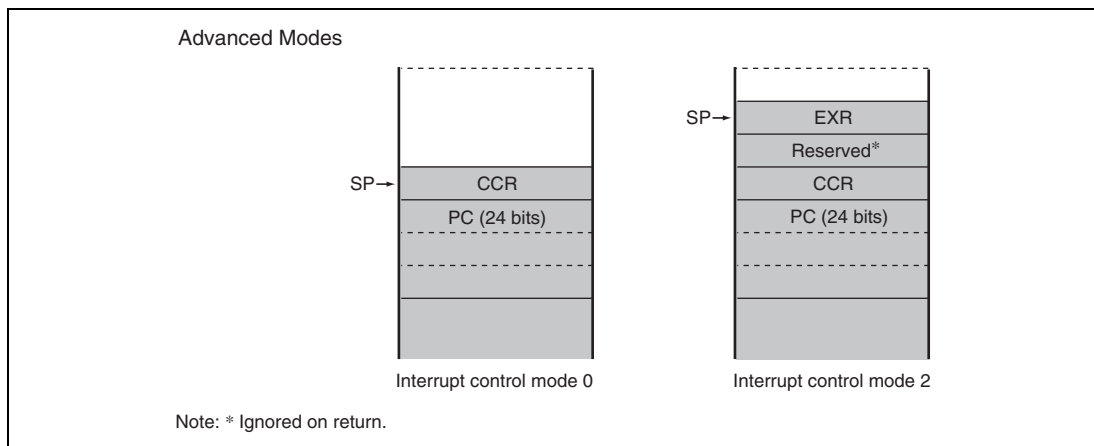 Advanced Modes
SP→ CCR
PC (24 bits)
Interrupt control mode 0
SP→ EXR
Reserved*
CCR
PC (24 bits)
Interrupt control mode 2
Note: * Ignored on return.